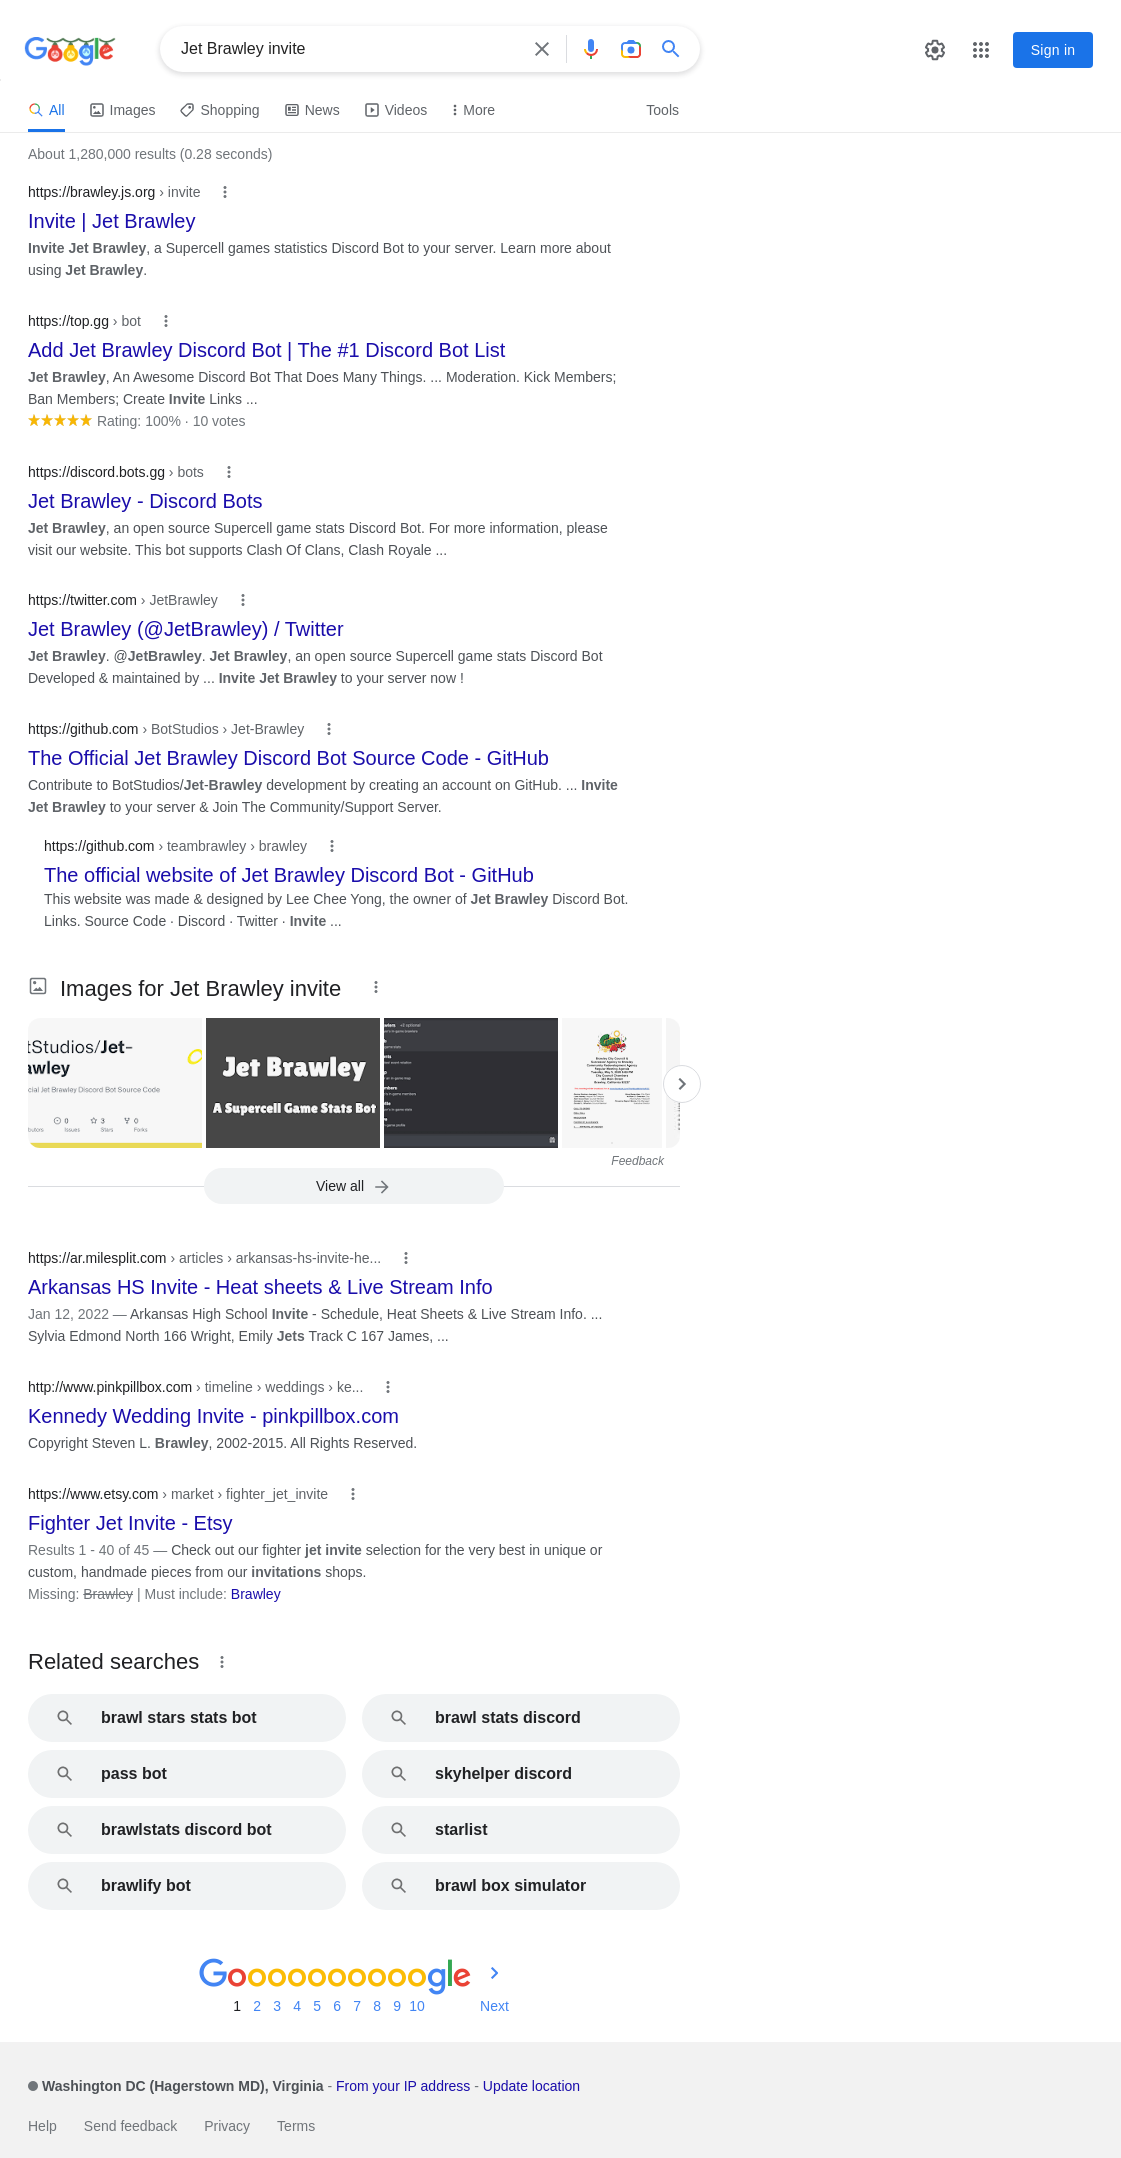 Google
Jet Brawley invite
Sign in
All Images Shopping News Videos More Tools
About 1,280,000 results (0.28 seconds)
https://brawley.js.org › invite
Invite | Jet Brawley
Invite Jet Brawley, a Supercell games statistics Discord Bot to your server. Learn more about
using Jet Brawley.
https://top.gg › bot
Add Jet Brawley Discord Bot | The #1 Discord Bot List
Jet Brawley, An Awesome Discord Bot That Does Many Things. ... Moderation. Kick Members;
Ban Members; Create Invite Links ...
Rating: 100% · 10 votes
https://discord.bots.gg › bots
Jet Brawley - Discord Bots
Jet Brawley, an open source Supercell game stats Discord Bot. For more information, please
visit our website. This bot supports Clash Of Clans, Clash Royale ...
https://twitter.com › JetBrawley
Jet Brawley (@JetBrawley) / Twitter
Jet Brawley. @JetBrawley. Jet Brawley, an open source Supercell game stats Discord Bot
Developed & maintained by ... Invite Jet Brawley to your server now !
https://github.com › BotStudios › Jet-Brawley
The Official Jet Brawley Discord Bot Source Code - GitHub
Contribute to BotStudios/Jet-Brawley development by creating an account on GitHub. ... Invite
Jet Brawley to your server & Join The Community/Support Server.
https://github.com › teambrawley › brawley
The official website of Jet Brawley Discord Bot - GitHub
This website was made & designed by Lee Chee Yong, the owner of Jet Brawley Discord Bot.
Links. Source Code · Discord · Twitter · Invite ...
Images for Jet Brawley invite
tStudios/Jet-
awley
cial Jet Brawley Discord Bot Source Code
0 3 0
Issues Stars Forks
Jet Brawley
A Supercell Game Stats Bot
Feedback
View all
https://ar.milesplit.com › articles › arkansas-hs-invite-he...
Arkansas HS Invite - Heat sheets & Live Stream Info
Jan 12, 2022 — Arkansas High School Invite - Schedule, Heat Sheets & Live Stream Info. ...
Sylvia Edmond North 166 Wright, Emily Jets Track C 167 James, ...
http://www.pinkpillbox.com › timeline › weddings › ke...
Kennedy Wedding Invite - pinkpillbox.com
Copyright Steven L. Brawley, 2002-2015. All Rights Reserved.
https://www.etsy.com › market › fighter_jet_invite
Fighter Jet Invite - Etsy
Results 1 - 40 of 45 — Check out our fighter jet invite selection for the very best in unique or
custom, handmade pieces from our invitations shops.
Missing: Brawley | Must include: Brawley
Related searches
brawl stars stats bot
brawl stats discord
pass bot
skyhelper discord
brawlstats discord bot
starlist
brawlify bot
brawl box simulator
Goooooooooogle
1 2 3 4 5 6 7 8 9 10 Next
Washington DC (Hagerstown MD), Virginia - From your IP address - Update location
Help Send feedback Privacy Terms